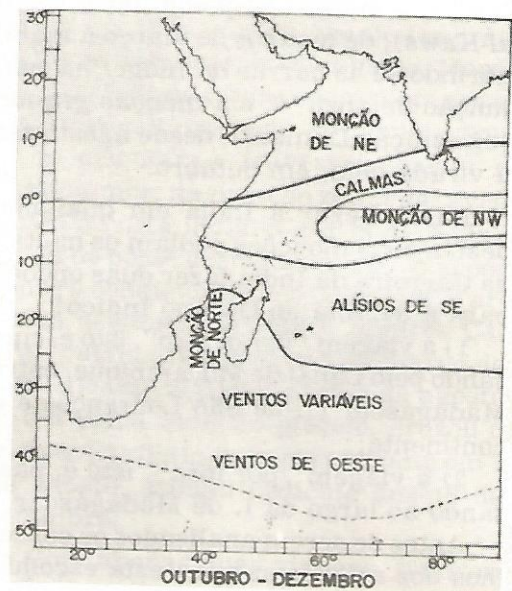 30
20°
10°
0°
10°
20°
30
40°
50
MONÇÃO
DE NE
CALMAS
MONÇÃO DE NW
ALÍSIOS DE SE
MONÇÃO
DE NORTE
VENTOS VARIÁVEIS
VENTOS DE OESTE
20°
40°
60°
80°
OUTUBRO - DEZEMBRO